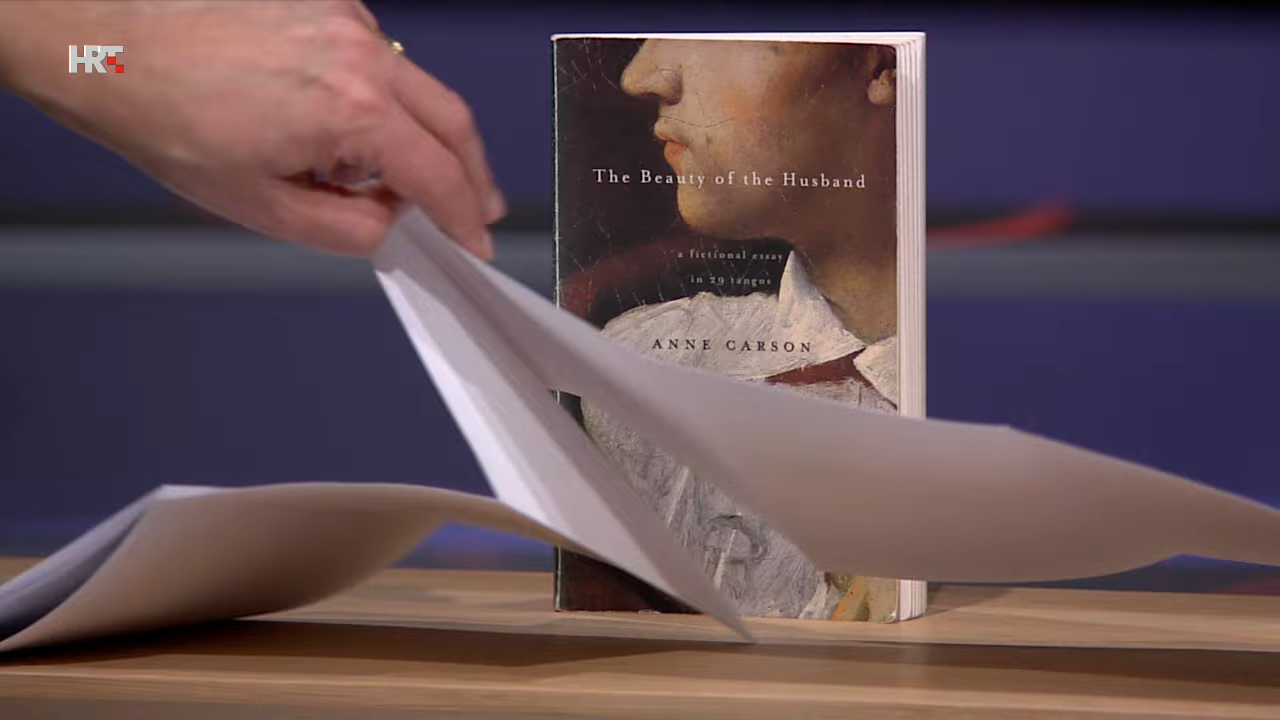 HRT
The Beauty of the Husband
a fictional essay
in 29 tangos
ANNE CARSON